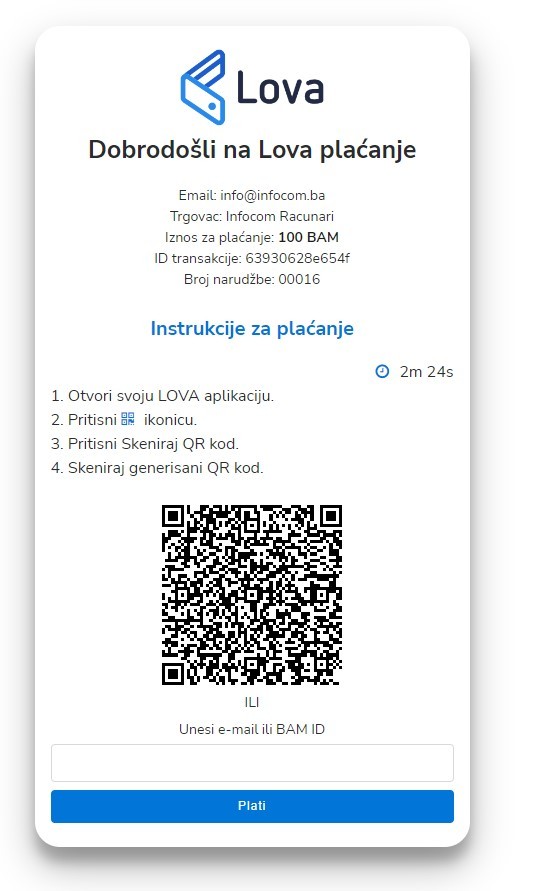 Lova
Dobrodošli na Lova plaćanje
Email: info@infocom.ba
Trgovac: Infocom Racunari
Iznos za plaćanje: 100 BAM
ID transakcije: 63930628e654f
Broj narudžbe: 00016
Instrukcije za plaćanje
2m 24s
1. Otvori svoju LOVA aplikaciju.
2. Pritisni ikonicu.
3. Pritisni Skeniraj QR kod.
4. Skeniraj generisani QR kod.
ILI
Unesi e-mail ili BAM ID
Plati